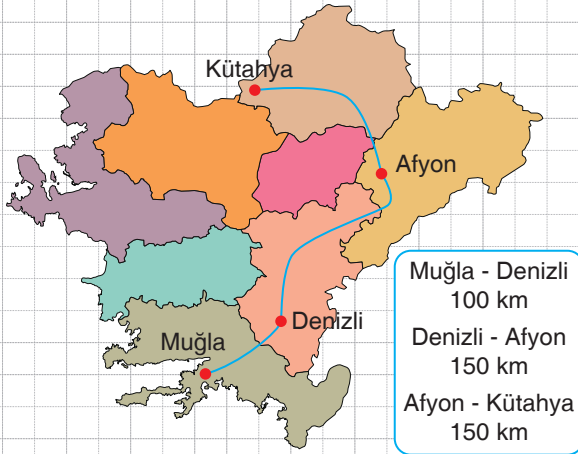 Kütahya
Afyon
Denizli
Muğla
Muğla - Denizli
100 km
Denizli - Afyon
150 km
Afyon - Kütahya
150 km